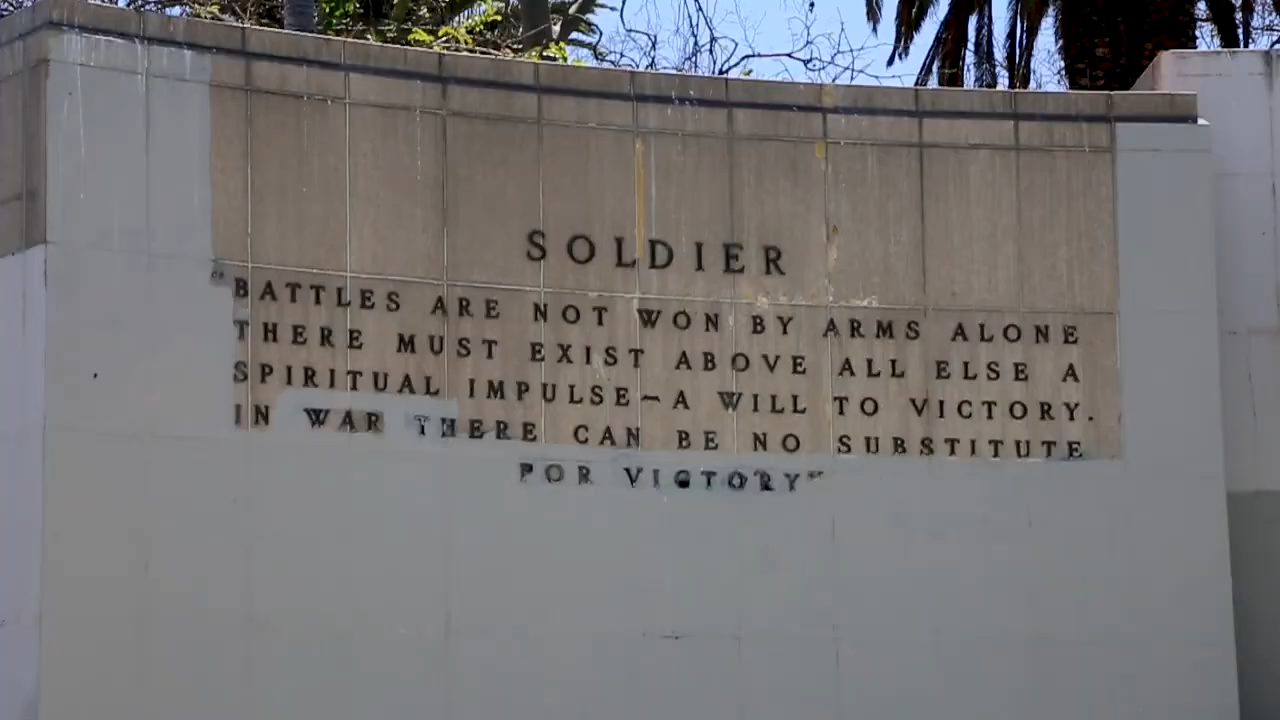 SOLDIER
"BATTLES ARE NOT WON BY ARMS ALONE
THERE MUST EXIST ABOVE ALL ELSE A
SPIRITUAL IMPULSE–A WILL TO VICTORY.
IN WAR THERE CAN BE NO SUBSTITUTE
FOR VICTORY"